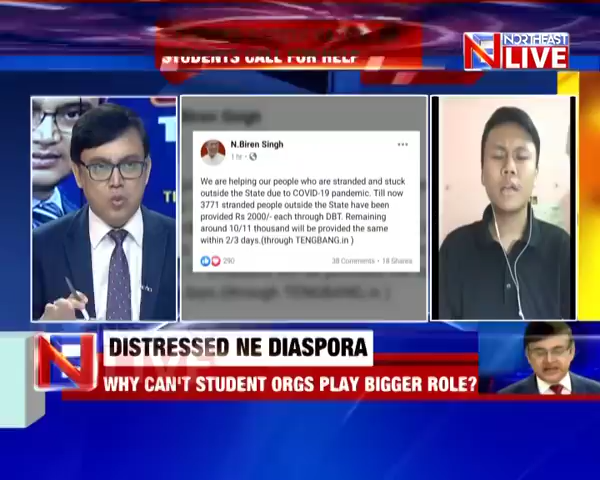 NORTHEAST
LIVE
STUDENTS CALL FOR HELP
Biren Singh
N.Biren Singh
1 hr
We are helping our people who are stranded and stuck
outside the State due to COVID-19 pandemic. Till now
3771 stranded people outside the State have been
provided Rs 2000/- each through DBT. Remaining
around 10/11 thousand will be provided the same
within 2/3 days.(through TENGBANG.in )
290
38 Comments • 18 Shares
DISTRESSED NE DIASPORA
LIVE
WHY CAN'T STUDENT ORGS PLAY BIGGER ROLE?